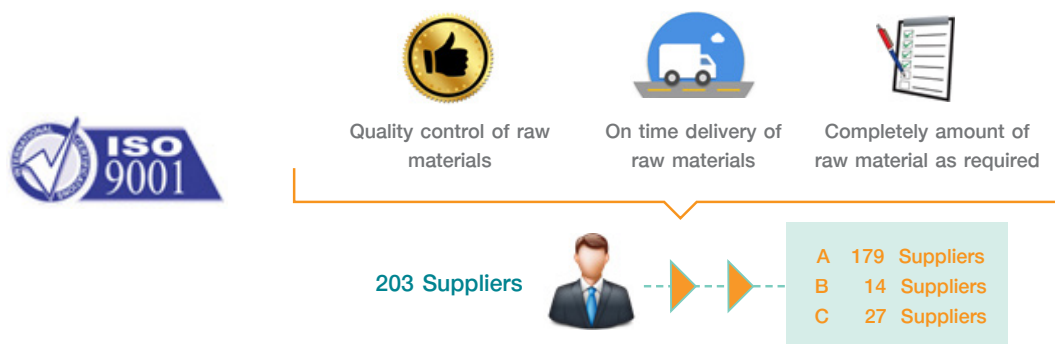 INTERNATIONAL CERTIFICATIONS
ISO
9001
Quality control of raw
materials
On time delivery of
raw materials
Completely amount of
raw material as required
203 Suppliers
A 179 Suppliers
B 14 Suppliers
C 27 Suppliers